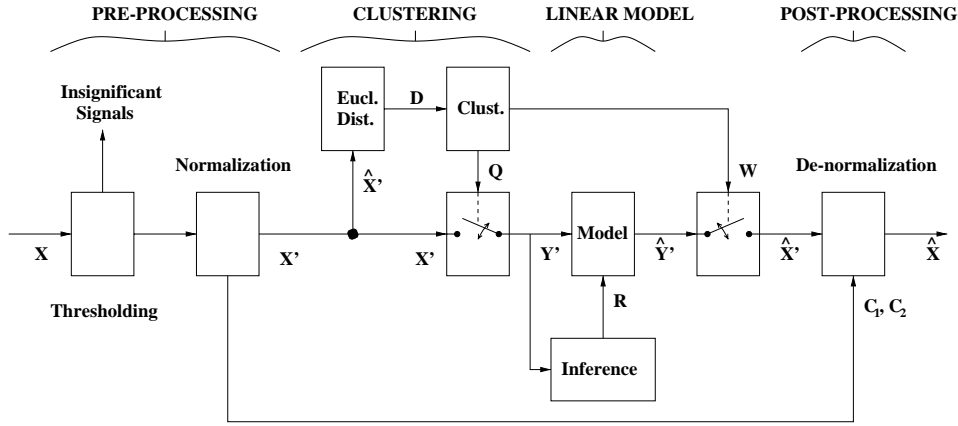 PRE-PROCESSING CLUSTERING LINEAR MODEL POST-PROCESSING
Insignificant
Signals
Eucl.
Dist.
D
Clust.
Normalization
X̂'
Q
W
De-normalization
X
X'
X'
Y'
Model
Ŷ'
X̂'
X̂
Thresholding
R
C₁, C₂
Inference